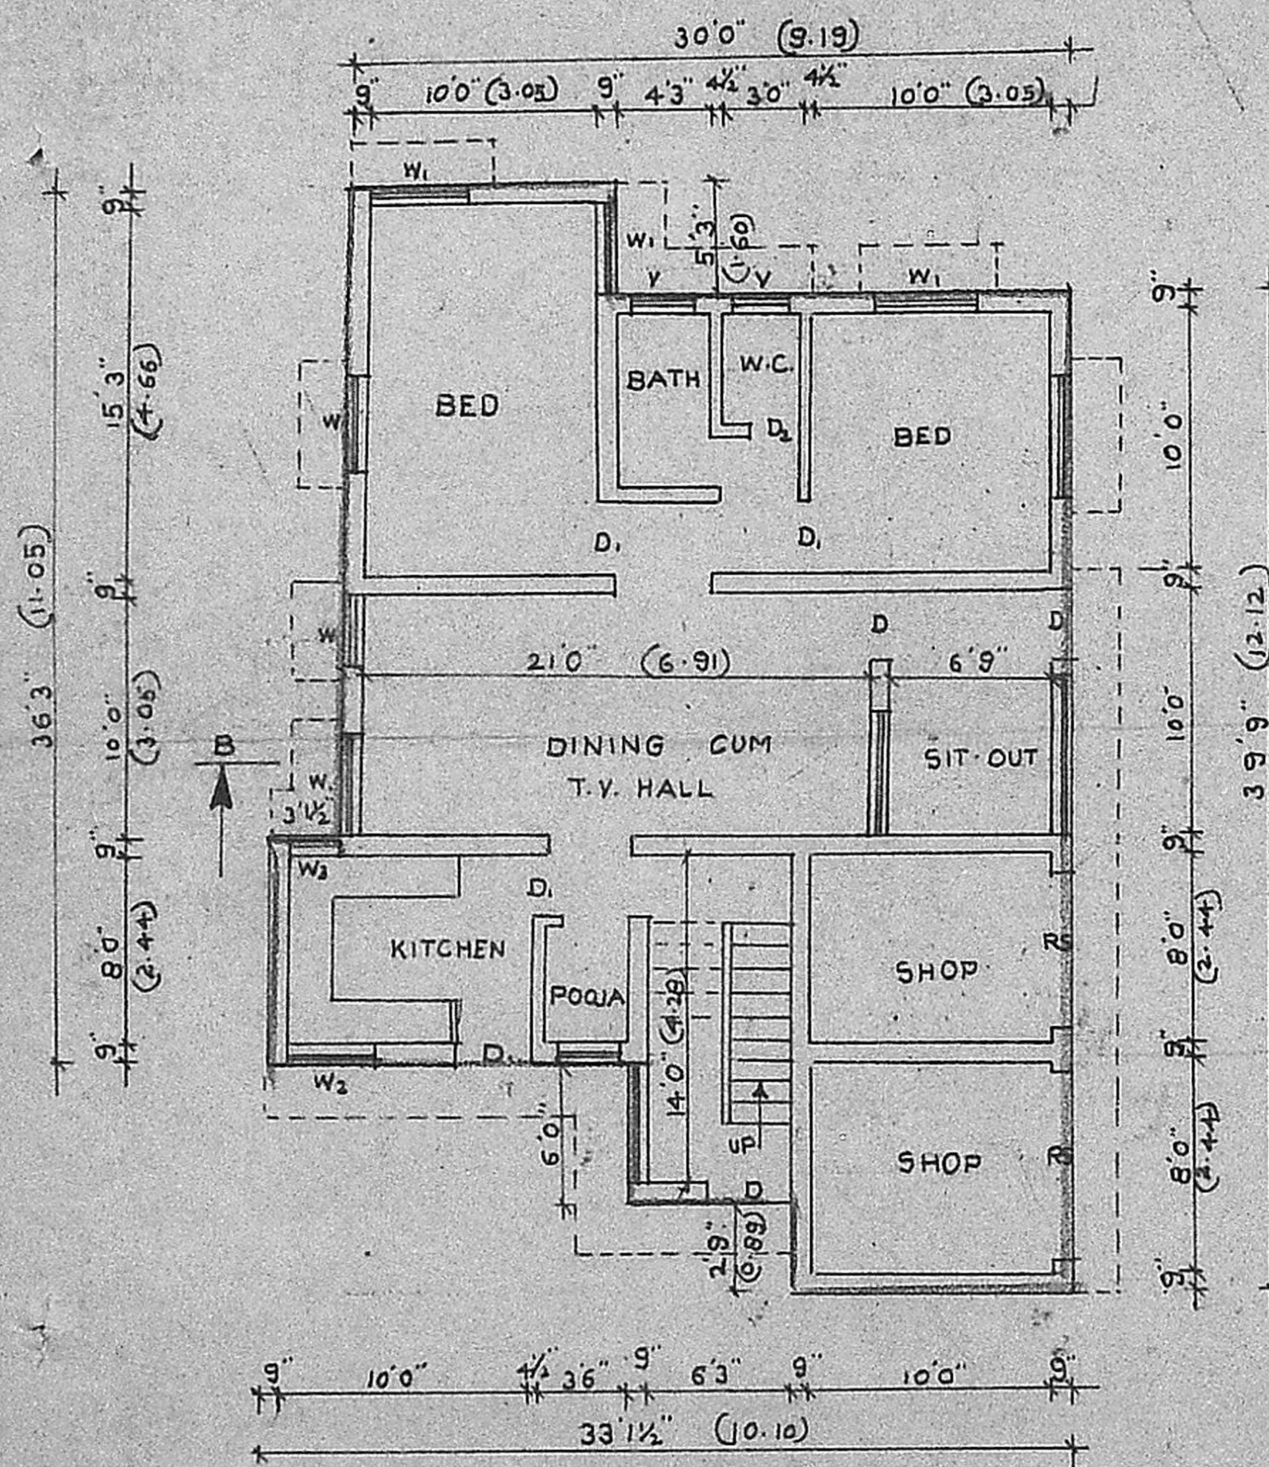 30'0" (9.19)
9" 10'0" (3.05) 9" 4'3" 4½" 3'0" 4½" 10'0" (3.05)
W1
9"
5'3"
(1.60)
W1
V V W1
9"
15'3"
(4.66)
BATH W.C.
W BED D2 BED
10'0"
D1 D1
9" 9"
36'3" (11.05)
39'9" (12.12)
W D D
21'0" (6.91) 6'9"
10'0"
(3.05)
10'0
B DINING CUM SIT-OUT
W. T.V. HALL
3'1½"
9" 9"
W3 D1
8'0"
(2.44)
KITCHEN RS
8'0"
(2.44)
POOJA SHOP
14'0" (4.28)
9" D. 9"
W2
6'0" UP SHOP RS
8'0"
(2.44)
D
2'9"
(0.89)
9"
9" 10'0" 4½" 3'6" 9" 6'3" 9" 10'0" 9"
33'1½" (10.10)